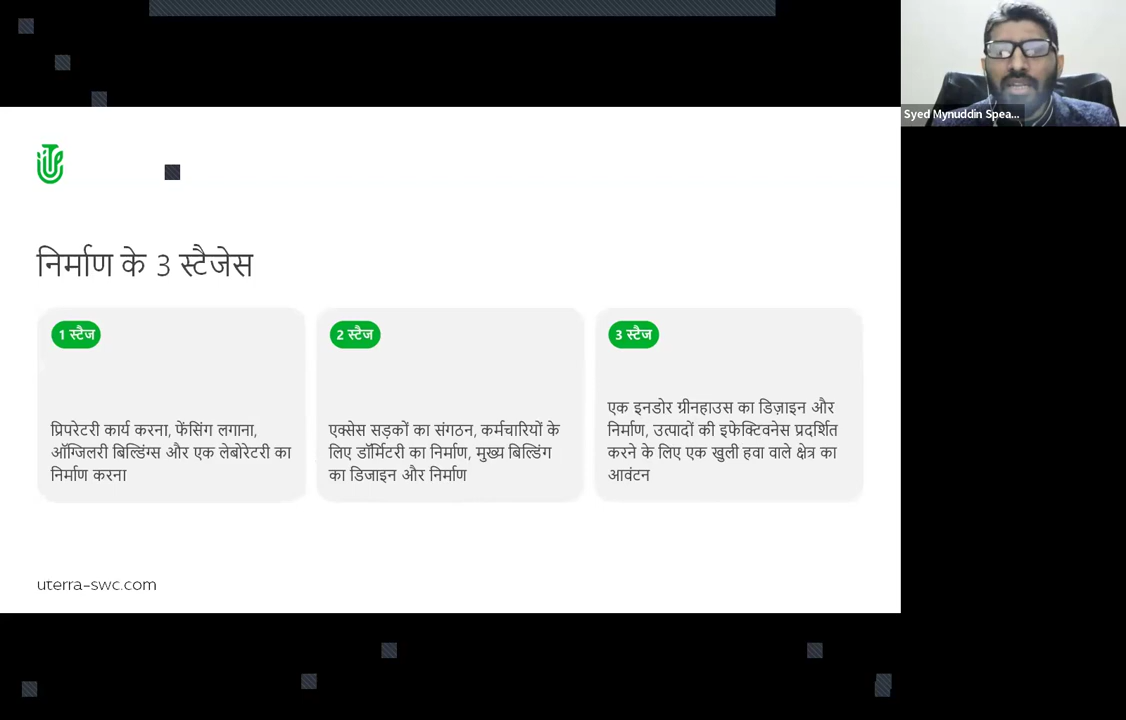 Syed Mynuddin Spea...
निर्माण के 3 स्टैजेस
1 स्टैज
प्रिपरेटरी कार्य करना, फेंसिंग लगाना,
ऑग्जिलरी बिल्डिंग्स और एक लेबोरेटरी का
निर्माण करना
2 स्टैज
एक्सेस सड़कों का संगठन, कर्मचारियों के
लिए डॉर्मिटरी का निर्माण, मुख्य बिल्डिंग
का डिजाइन और निर्माण
3 स्टैज
एक इनडोर ग्रीनहाउस का डिज़ाइन और
निर्माण, उत्पादों की इफेक्टिवनेस प्रदर्शित
करने के लिए एक खुली हवा वाले क्षेत्र का
आवंटन
uterra-swc.com